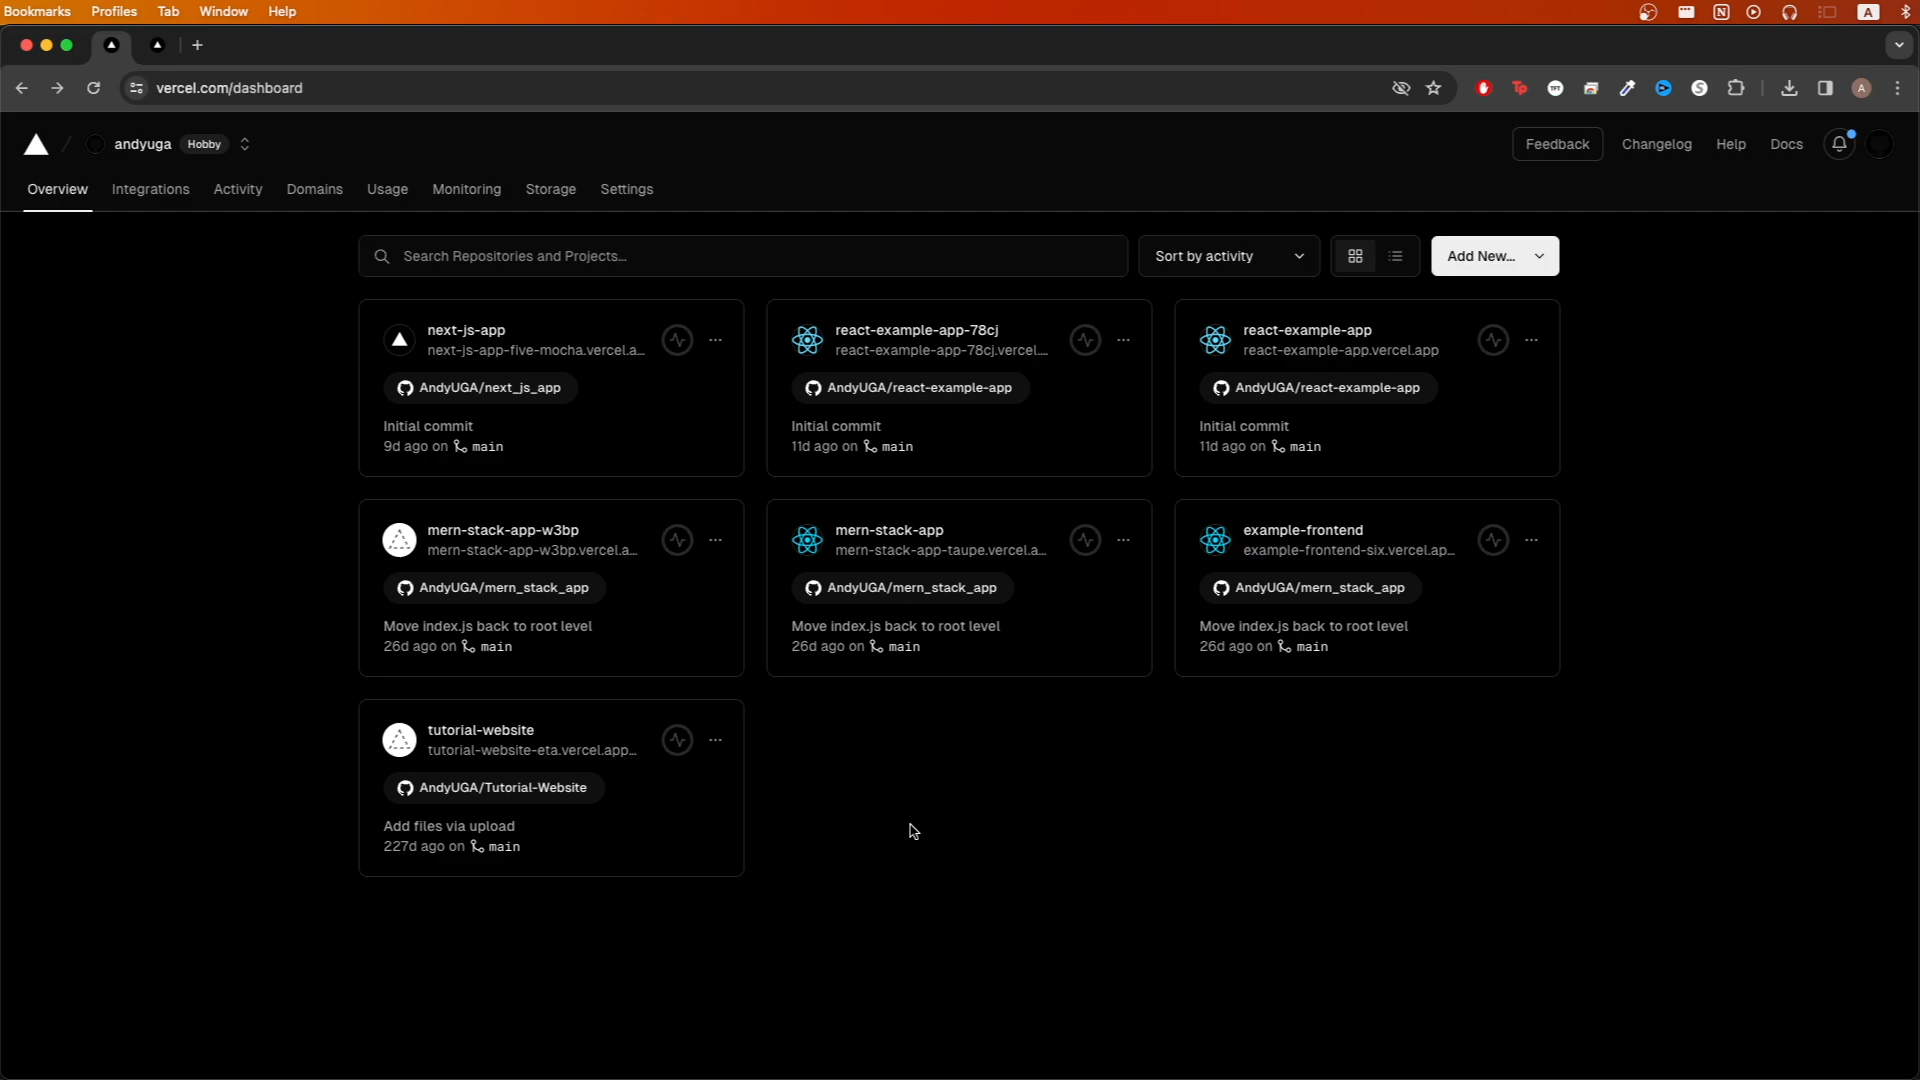 Bookmarks Profiles Tab Window Help
A
vercel.com/dashboard
Tp
TFT
S
A
andyuga Hobby
Feedback Changelog Help Docs
Overview Integrations Activity Domains Usage Monitoring Storage Settings
Search Repositories and Projects...
Sort by activity
Add New...
next-js-app
next-js-app-five-mocha.vercel.a...
AndyUGA/next_js_app
Initial commit
9d ago on main
react-example-app-78cj
react-example-app-78cj.vercel....
AndyUGA/react-example-app
Initial commit
11d ago on main
react-example-app
react-example-app.vercel.app
AndyUGA/react-example-app
Initial commit
11d ago on main
mern-stack-app-w3bp
mern-stack-app-w3bp.vercel.a...
AndyUGA/mern_stack_app
Move index.js back to root level
26d ago on main
mern-stack-app
mern-stack-app-taupe.vercel.a...
AndyUGA/mern_stack_app
Move index.js back to root level
26d ago on main
example-frontend
example-frontend-six.vercel.ap...
AndyUGA/mern_stack_app
Move index.js back to root level
26d ago on main
tutorial-website
tutorial-website-eta.vercel.app...
AndyUGA/Tutorial-Website
Add files via upload
227d ago on main